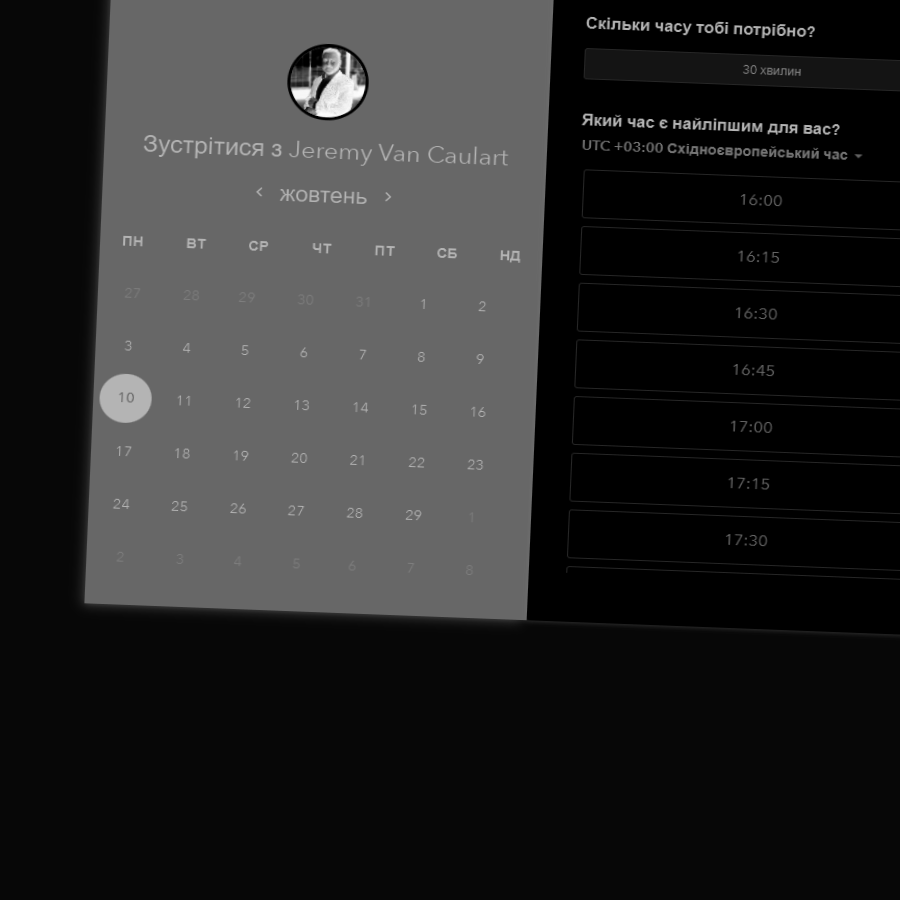 Зустрітися з Jeremy Van Caulart
жовтень
ПН ВТ СР ЧТ ПТ СБ НД
27 28 29 30 31 1 2
3 4 5 6 7 8 9
10 11 12 13 14 15 16
17 18 19 20 21 22 23
24 25 26 27 28 29 1
2 3 4 5 6 7 8
Скільки часу тобі потрібно?
30 хвилин
Який час є найліпшим для вас?
UTC +03:00 Східноєвропейський час
16:00
16:15
16:30
16:45
17:00
17:15
17:30